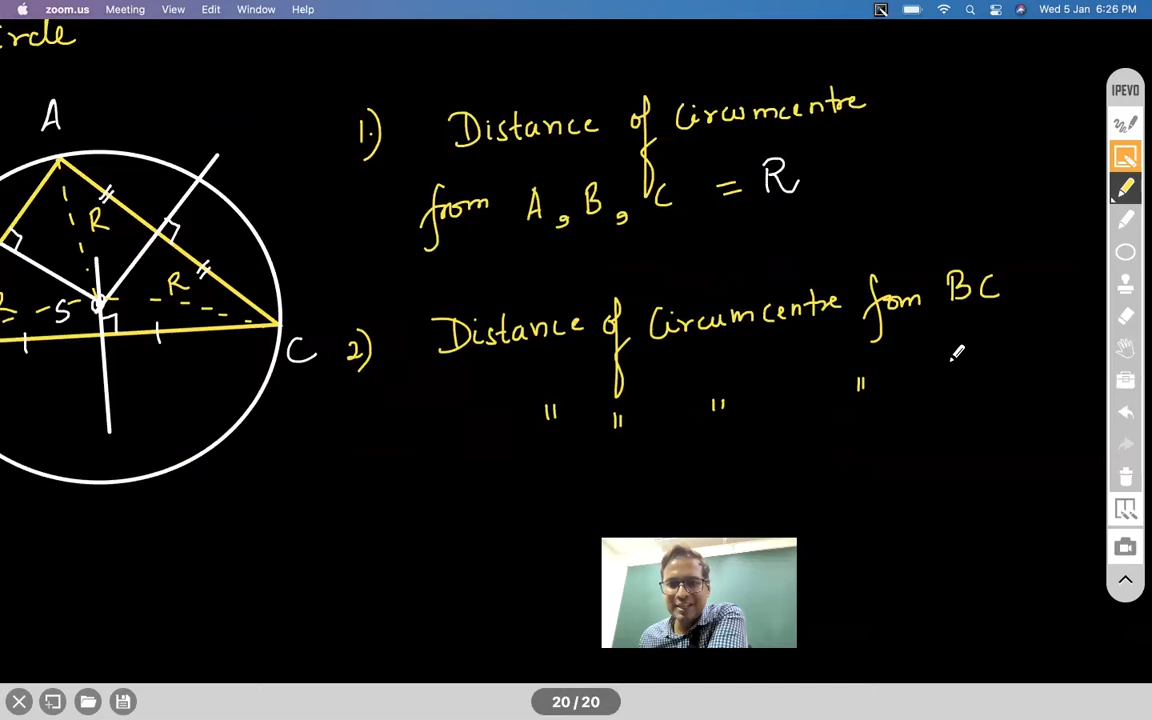 zoom.us Meeting View Edit Window Help Wed 5 Jan 6:26 PM
ircle
A
IPEVO
1.) Distance of Circumcentre
from A, B, C = R
R
R
S
C
2) Distance of Circumcentre from BC
" " " "
20/20